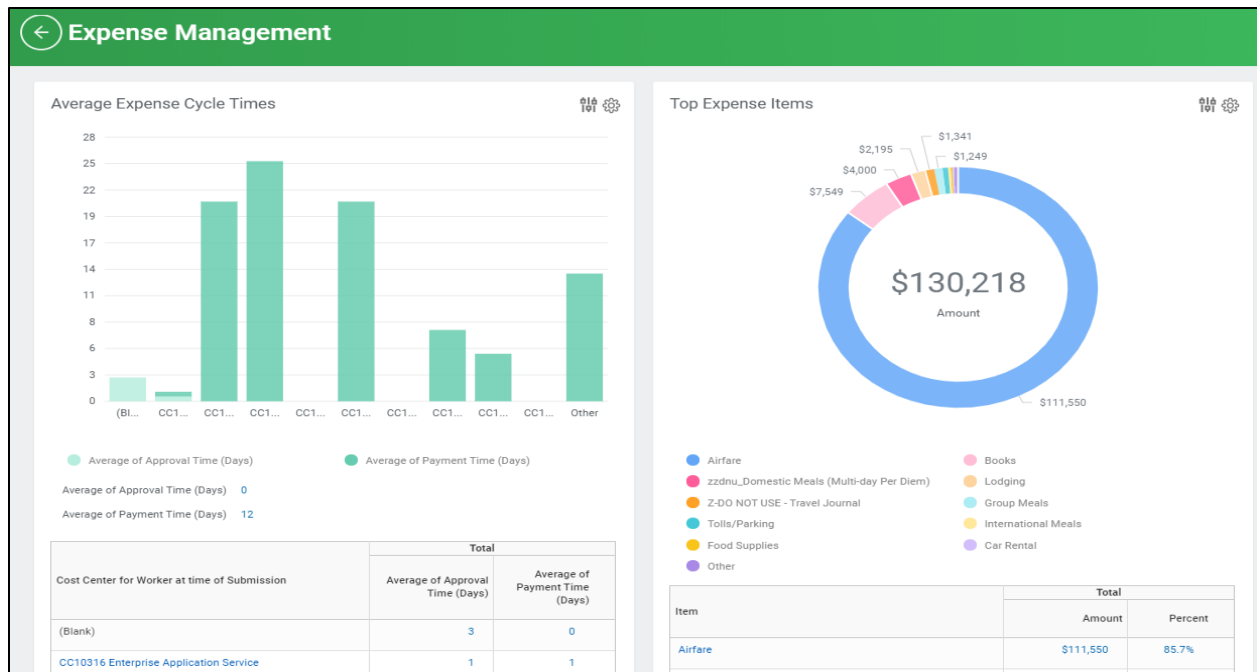 Expense Management
Average Expense Cycle Times
28
25
22
19
17
14
11
8
6
3
0
(Bl... CC1... CC1... CC1... CC1... CC1... CC1... CC1... CC1... CC1... Other
Average of Approval Time (Days) Average of Payment Time (Days)
Average of Approval Time (Days) 0
Average of Payment Time (Days) 12
Total
Cost Center for Worker at time of Submission
Average of Approval Time (Days)
Average of Payment Time (Days)
(Blank) 3 0
CC10316 Enterprise Application Service 1 1
Top Expense Items
$1,341
$2,195
$1,249
$4,000
$7,549
$130,218
Amount
$111,550
Airfare Books
zzdnu_Domestic Meals (Multi-day Per Diem) Lodging
Z-DO NOT USE - Travel Journal Group Meals
Tolls/Parking International Meals
Food Supplies Car Rental
Other
Total
Item Amount Percent
Airfare $111,550 85.7%